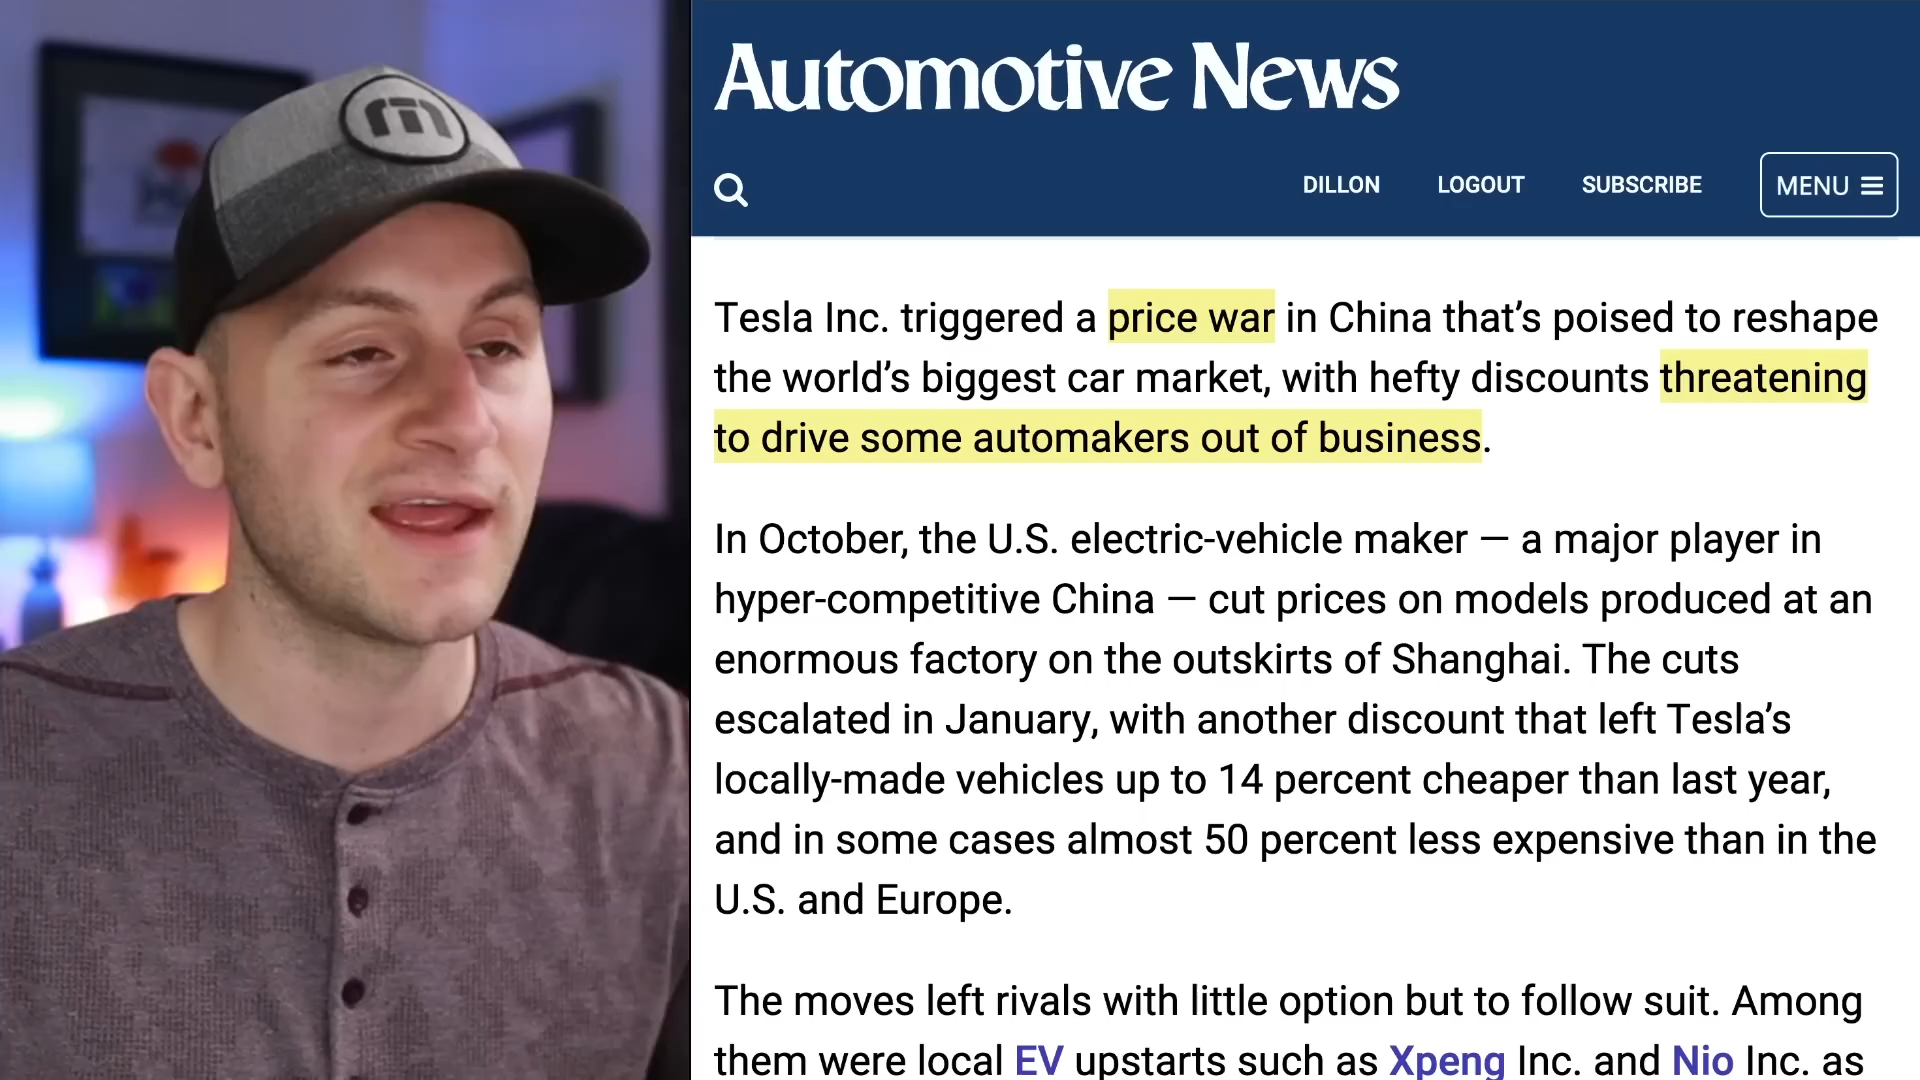 Automotive News
DILLON LOGOUT SUBSCRIBE MENU
Tesla Inc. triggered a price war in China that’s poised to reshape
the world’s biggest car market, with hefty discounts threatening
to drive some automakers out of business.
In October, the U.S. electric-vehicle maker — a major player in
hyper-competitive China — cut prices on models produced at an
enormous factory on the outskirts of Shanghai. The cuts
escalated in January, with another discount that left Tesla’s
locally-made vehicles up to 14 percent cheaper than last year,
and in some cases almost 50 percent less expensive than in the
U.S. and Europe.
The moves left rivals with little option but to follow suit. Among
them were local EV upstarts such as Xpeng Inc. and Nio Inc. as